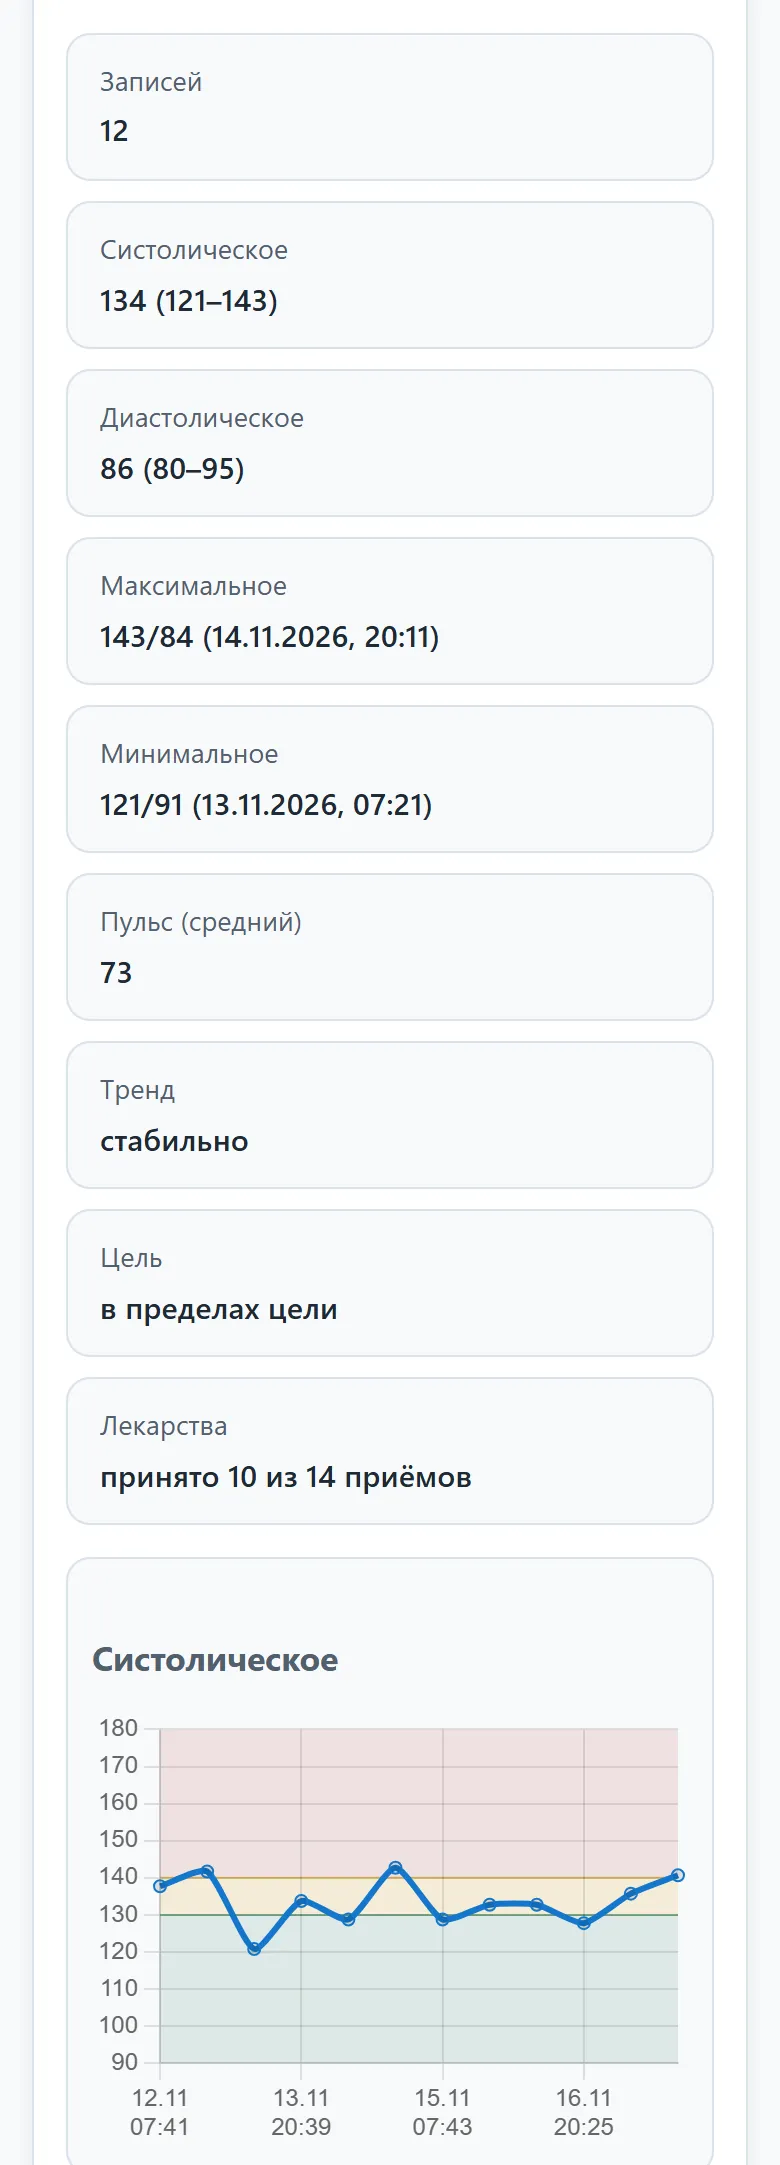 Записей
12
Систолическое
134 (121–143)
Диастолическое
86 (80–95)
Максимальное
143/84 (14.11.2026, 20:11)
Минимальное
121/91 (13.11.2026, 07:21)
Пульс (средний)
73
Тренд
стабильно
Цель
в пределах цели
Лекарства
принято 10 из 14 приёмов
Систолическое
180
170
160
150
140
130
120
110
100
90
12.11 13.11 15.11 16.11
07:41 20:39 07:43 20:25